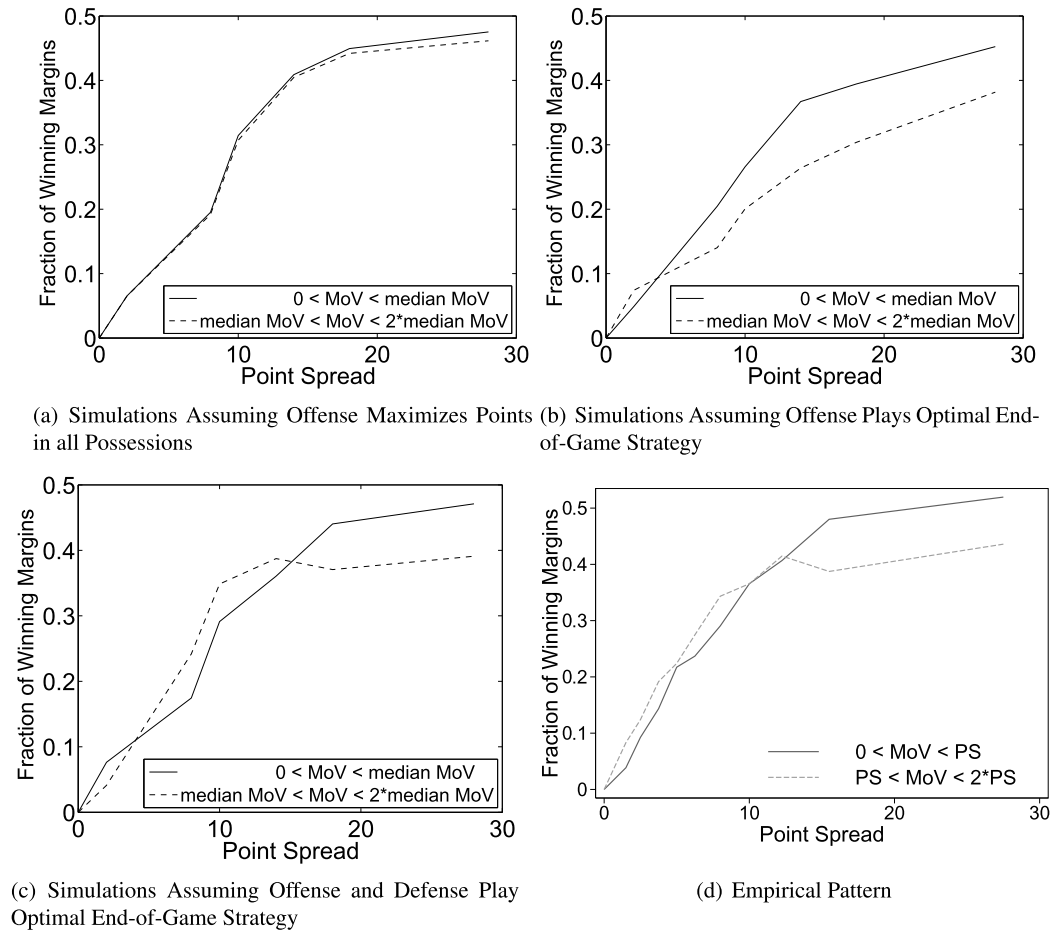 0.5
0.4
0.3
0.2
0.1
0
Fraction of Winning Margins
0 < MoV < median MoV
median MoV < MoV < 2*median MoV
0 10 20 30
Point Spread
(a) Simulations Assuming Offense Maximizes Points
in all Possessions
0.5
0.4
0.3
0.2
0.1
0
Fraction of Winning Margins
0 < MoV < median MoV
median MoV < MoV < 2*median MoV
0 10 20 30
Point Spread
(b) Simulations Assuming Offense Plays Optimal End-
of-Game Strategy
0.5
0.4
0.3
0.2
0.1
0
Fraction of Winning Margins
0 < MoV < median MoV
median MoV < MoV < 2*median MoV
0 10 20 30
Point Spread
(c) Simulations Assuming Offense and Defense Play
Optimal End-of-Game Strategy
0.5
0.4
0.3
0.2
0.1
0
Fraction of Winning Margins
0 < MoV < PS
PS < MoV < 2*PS
0 10 20 30
Point Spread
(d) Empirical Pattern